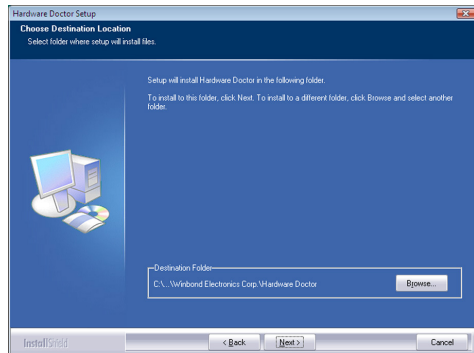 Hardware Doctor Setup
Choose Destination Location
Select folder where setup will install files.
Setup will install Hardware Doctor in the following folder.
To install to this folder, click Next. To install to a different folder, click Browse and select another
folder.
Destination Folder
C:\...\Winbond Electronics Corp.\Hardware Doctor
Browse...
InstallShield
< Back
Next >
Cancel